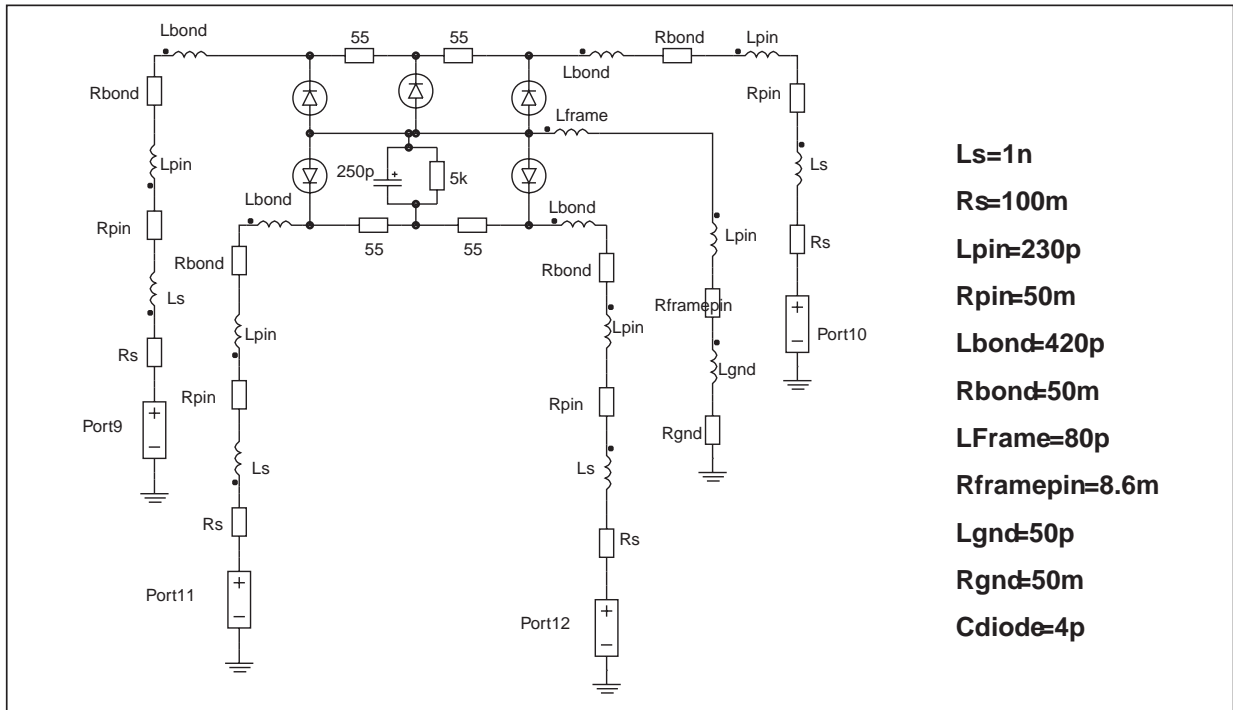 Lbond
55
55
Rbond
Lpin
Lbond
Rbond
Rpin
Lframe
Lpin
Ls
250p
+
5k
Lbond
Lbond
Rpin
Lpin
Rs
55
55
Rbond
Rbond
Ls
Rframepin
+
−
Port10
Lpin
Lpin
Rs
Lgnd
Rpin
Rpin
+
−
Port9
Rgnd
Ls
Ls
Rs
Rs
+
−
Port11
+
−
Port12
Ls=1n
Rs=100m
Lpin=230p
Rpin=50m
Lbond=420p
Rbond=50m
LFrame=80p
Rframepin=8.6m
Lgnd=50p
Rgnd=50m
Cdiode=4p